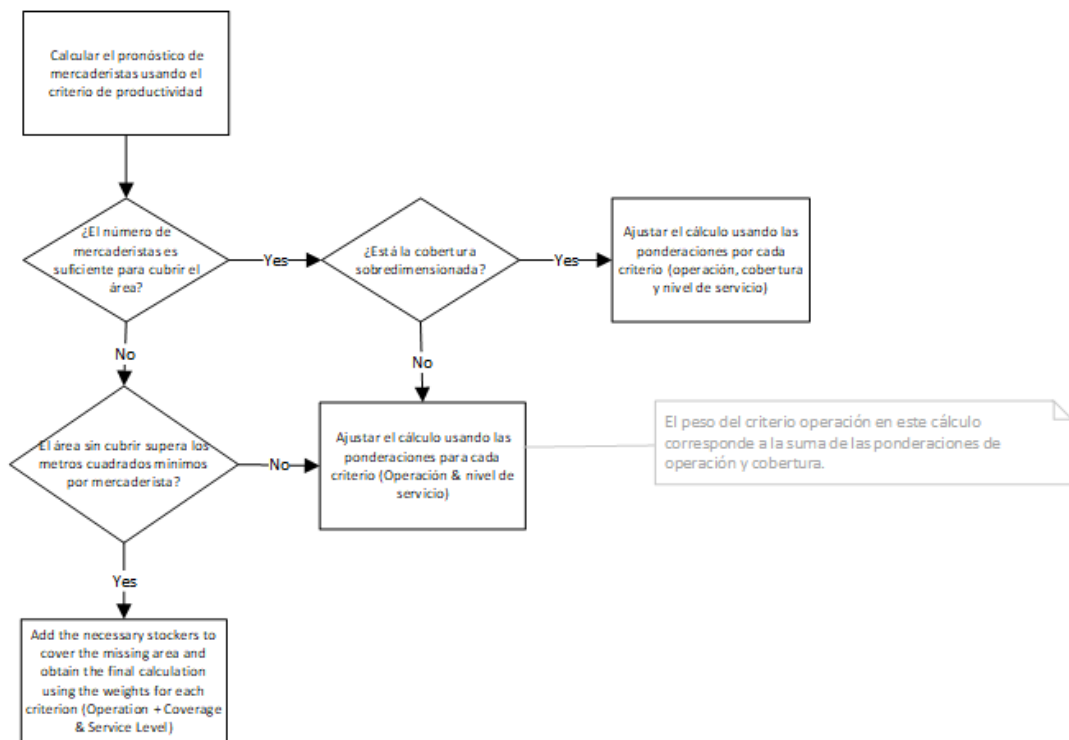 Calcular el pronóstico de
mercaderistas usando el
criterio de productividad
¿El número de
mercaderistas es
suficiente para cubrir el
área?
Yes
¿Está la cobertura
sobredimensionada?
Yes
Ajustar el cálculo usando las
ponderaciones por cada
criterio (operación, cobertura
y nivel de servicio)
No
No
El área sin cubrir supera los
metros cuadrados mínimos
por mercaderista?
No
Ajustar el cálculo usando las
ponderaciones para cada
criterio (Operación & nivel de
servicio)
El peso del criterio operación en este cálculo
corresponde a la suma de las ponderaciones de
operación y cobertura.
Yes
Add the necessary stockers to
cover the missing area and
obtain the final calculation
using the weights for each
criterion (Operation + Coverage
& Service Level)